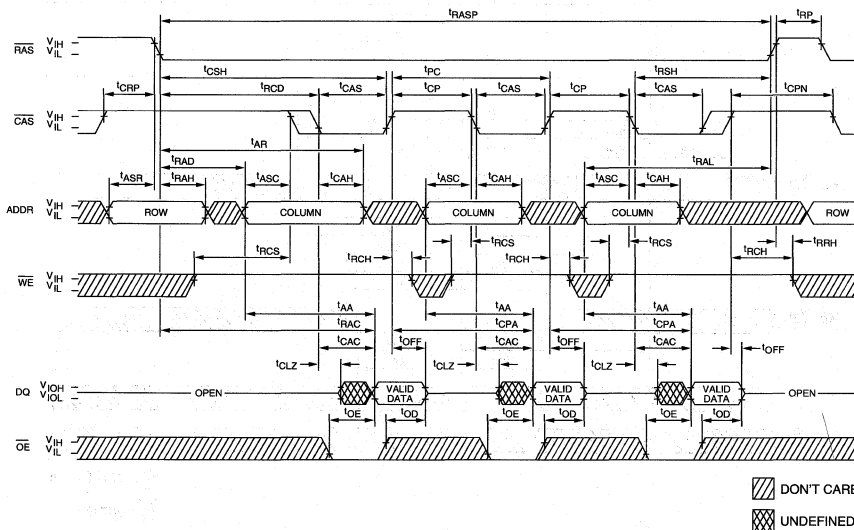 tRASP tRP
RAS VIH VIL
tCSH tPC tRSH
tCRP tRCD tCAS tCP tCAS tCP tCAS tCPN
CAS VIH VIL
tAR
tRAD tRAL
tASR tRAH tASC tCAH tASC tCAH tASC tCAH
ADDR VIH VIL ROW COLUMN COLUMN COLUMN ROW
tRCS tRCH tRCS tRCH tRCS tRCH tRRH
WE VIH VIL
tAA tAA tAA
tRAC tCPA tCPA
tCAC tOFF tCAC tOFF tCAC tOFF
tCLZ tCLZ tCLZ
DQ VIOH VIOL OPEN VALID DATA VALID DATA VALID DATA OPEN
tOE tOD tOE tOD tOE tOD
OE VIH VIL
DON'T CARE
UNDEFINED